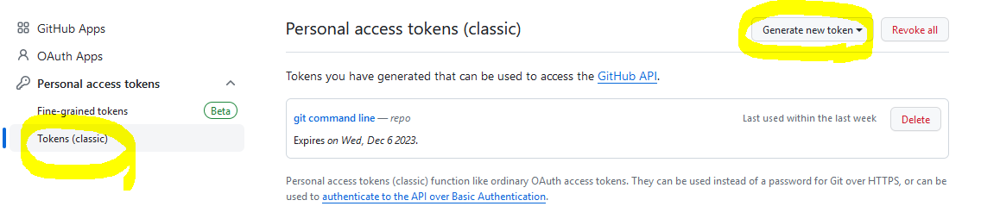 GitHub Apps
OAuth Apps
Personal access tokens
Fine-grained tokens Beta
Tokens (classic)
Personal access tokens (classic)
Generate new token
Revoke all
Tokens you have generated that can be used to access the GitHub API.
git command line — repo
Last used within the last week
Delete
Expires on Wed, Dec 6 2023.
Personal access tokens (classic) function like ordinary OAuth access tokens. They can be used instead of a password for Git over HTTPS, or can be
used to authenticate to the API over Basic Authentication.